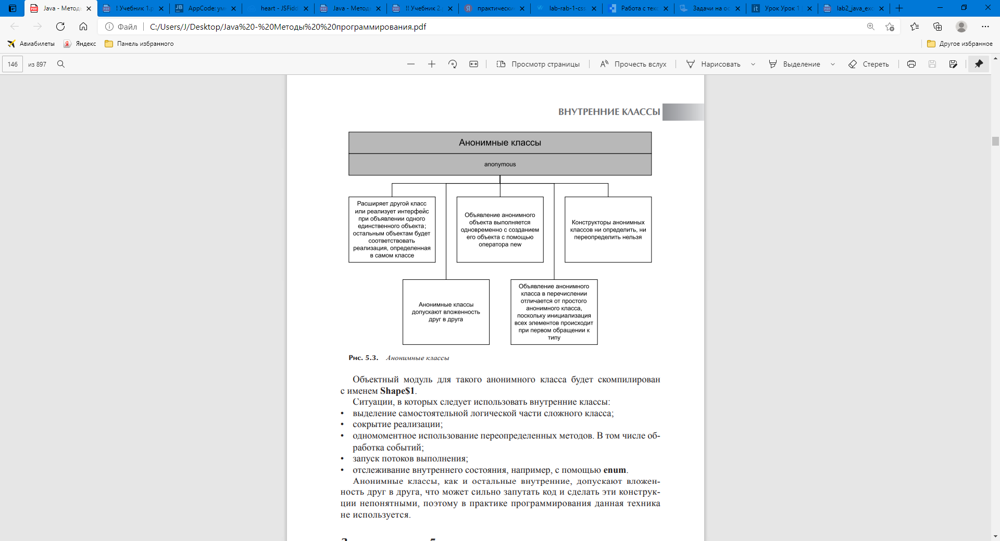 Java - Метод
! Учебник 1.p
AppCode: ум
heart - JSFidd
Java - Метод
!! Учебник 2.
практически
lab-rab-1-css
Работа с текс
Задачи на ос
Урок Урок 1
lab2_java_exc
Файл
C:/Users/J/Desktop/Java%20-%20Методы%20%20программирования.pdf
Авиабилеты
Яндекс
Панель избранного
Другое избранное
146 из 897
Просмотр страницы
Прочесть вслух
Нарисовать
Выделение
Стереть
ВНУТРЕННИЕ КЛАССЫ
Анонимные классы
anonymous
Расширяет другой класс
или реализует интерфейс
при объявлении одного
единственного объекта;
остальным объектам будет
соответствовать
реализация, определенная
в самом классе
Объявление анонимного
объекта выполняется
одновременно с созданием
его объекта с помощью
оператора new
Конструкторы анонимных
классов ни определить, ни
переопределить нельзя
Анонимные классы
допускают вложенность
друг в друга
Объявление анонимного
класса в перечислении
отличается от простого
анонимного класса,
поскольку инициализация
всех элементов происходит
при первом обращении к
типу
Рис. 5.3. Анонимные классы
Объектный модуль для такого анонимного класса будет скомпилирован
с именем Shape$1.
Ситуации, в которых следует использовать внутренние классы:
• выделение самостоятельной логической части сложного класса;
• сокрытие реализации;
• одномоментное использование переопределенных методов. В том числе об-
работка событий;
• запуск потоков выполнения;
• отслеживание внутреннего состояния, например, с помощью enum.
Анонимные классы, как и остальные внутренние, допускают вложен-
ность друг в друга, что может сильно запутать код и сделать эти конструк-
ции непонятными, поэтому в практике программирования данная техника
не используется.